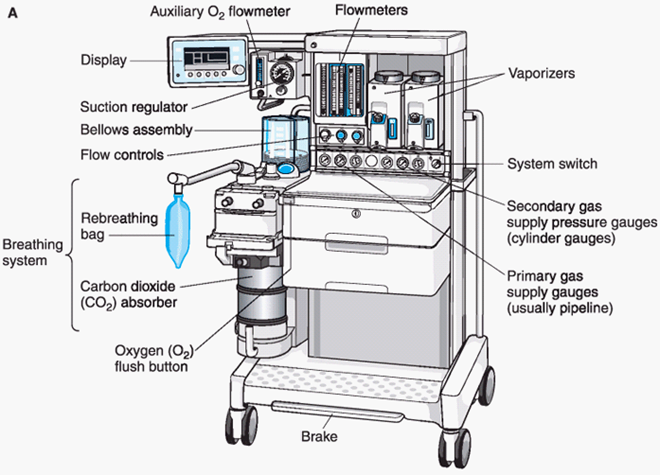 A
Auxiliary O₂ flowmeter
Flowmeters
Display
Vaporizers
Suction regulator
Bellows assembly
Flow controls
System switch
Secondary gas
supply pressure gauges
(cylinder gauges)
Rebreathing
bag
Breathing
system
Primary gas
supply gauges
(usually pipeline)
Carbon dioxide
(CO₂) absorber
Oxygen (O₂)
flush button
Brake